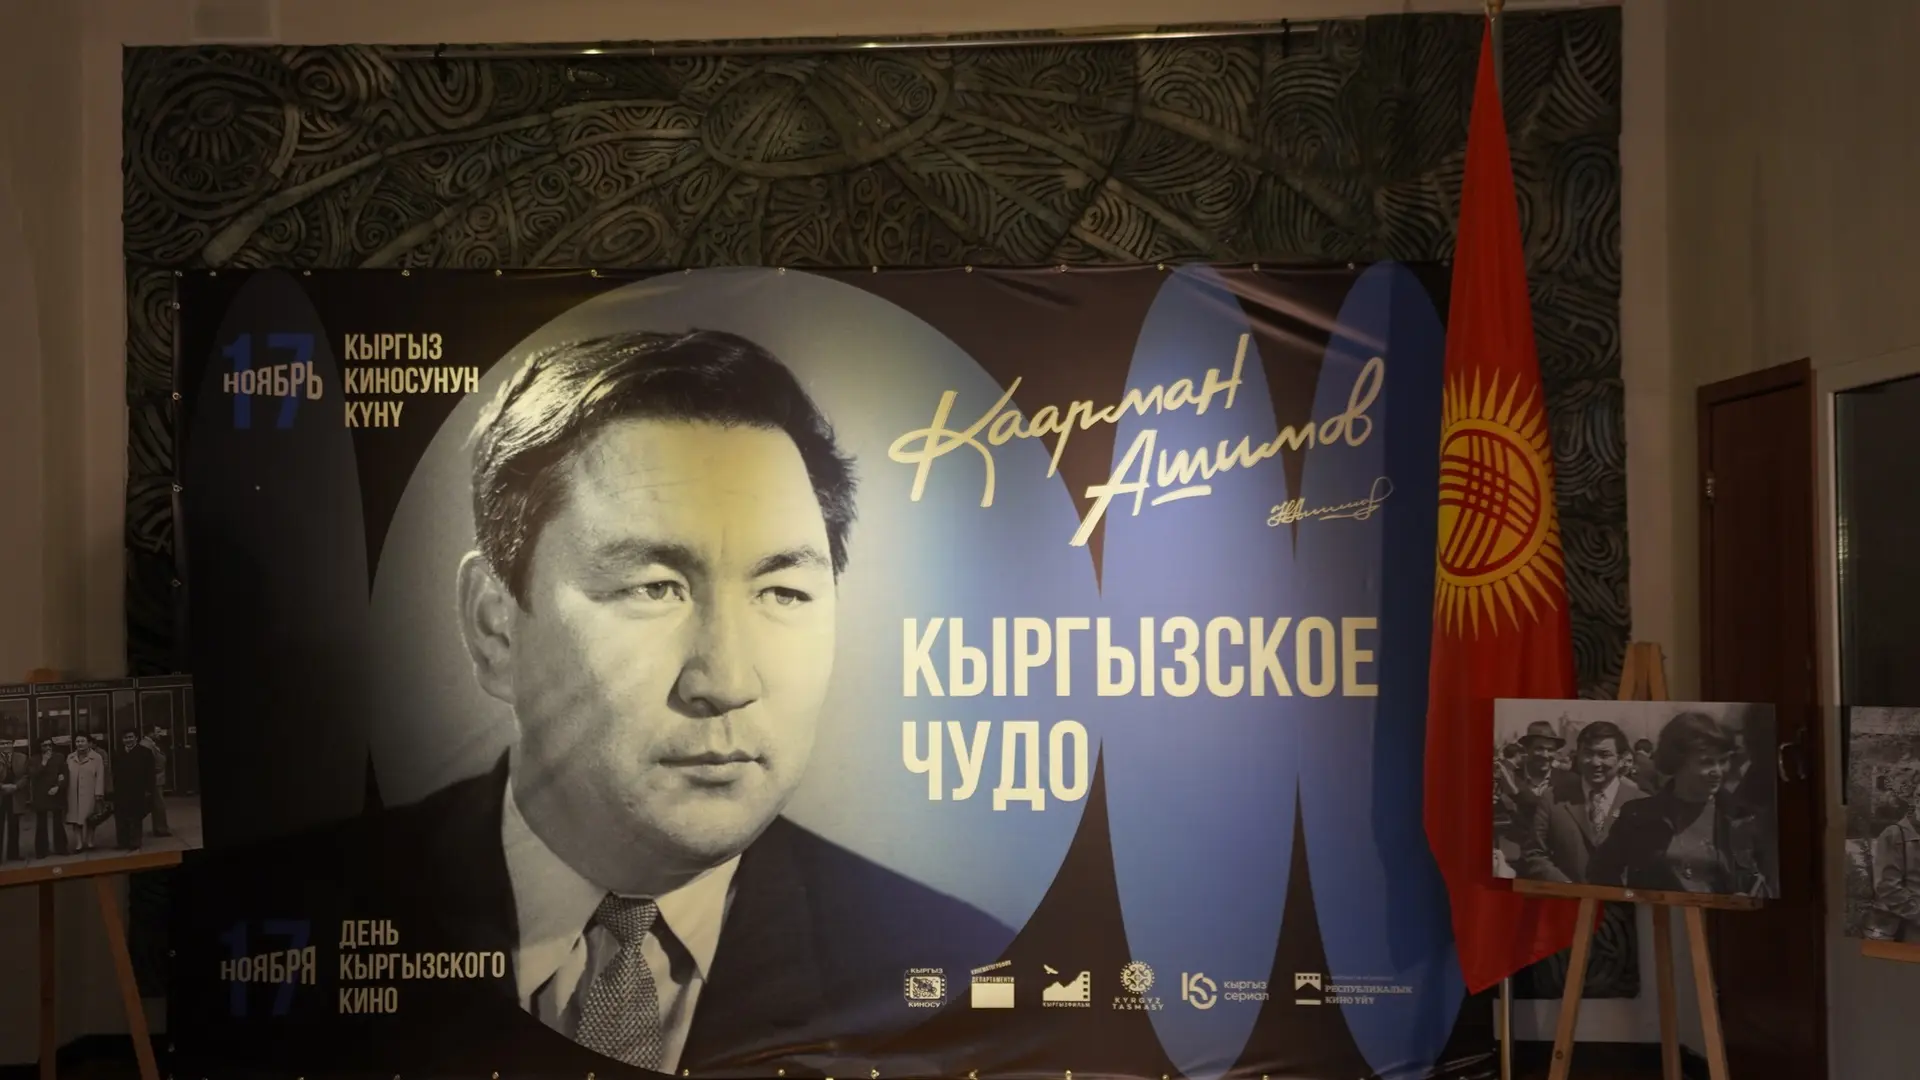 17
НОЯБРЬ
КЫРГЫЗ
КИНОСУНУН
КҮНҮ
Каарман
Ашимов
КЫРГЫЗСКОЕ
ЧУДО
17
НОЯБРЯ
ДЕНЬ
КЫРГЫЗСКОГО
КИНО
КЫРГЫЗ
КИНОСУ
ДЕПАРТАМЕНТИ
КЫРГЫЗФИЛЬМ
KYRGYZ
TASMASY
кыргыз
сериал
РЕСПУБЛИКАЛЫК
КИНО ҮЙҮ